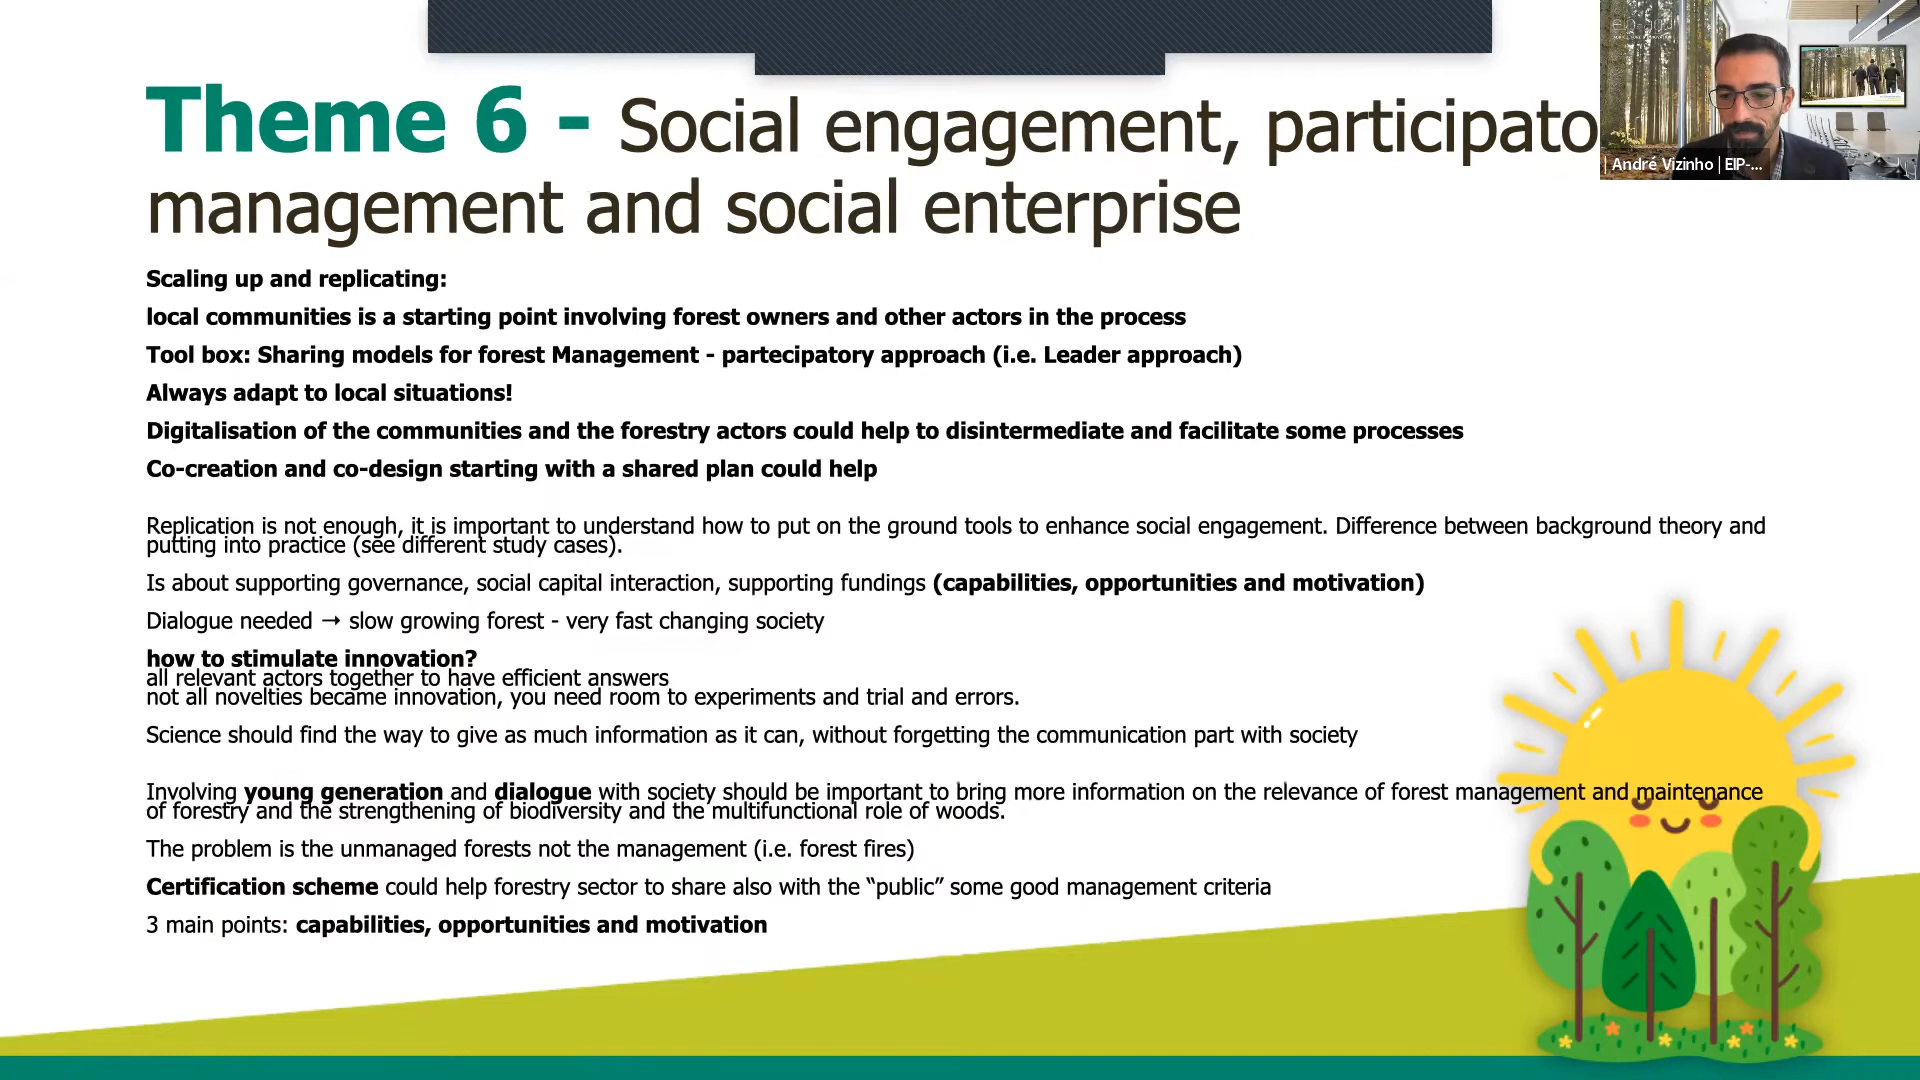 Theme 6 - Social engagement, participato
management and social enterprise
| André Vizinho | EIP-...
Scaling up and replicating:
local communities is a starting point involving forest owners and other actors in the process
Tool box: Sharing models for forest Management - partecipatory approach (i.e. Leader approach)
Always adapt to local situations!
Digitalisation of the communities and the forestry actors could help to disintermediate and facilitate some processes
Co-creation and co-design starting with a shared plan could help
Replication is not enough, it is important to understand how to put on the ground tools to enhance social engagement. Difference between background theory and
putting into practice (see different study cases).
Is about supporting governance, social capital interaction, supporting fundings (capabilities, opportunities and motivation)
Dialogue needed → slow growing forest - very fast changing society
how to stimulate innovation?
all relevant actors together to have efficient answers
not all novelties became innovation, you need room to experiments and trial and errors.
Science should find the way to give as much information as it can, without forgetting the communication part with society
Involving young generation and dialogue with society should be important to bring more information on the relevance of forest management and maintenance
of forestry and the strengthening of biodiversity and the multifunctional role of woods.
The problem is the unmanaged forests not the management (i.e. forest fires)
Certification scheme could help forestry sector to share also with the “public” some good management criteria
3 main points: capabilities, opportunities and motivation